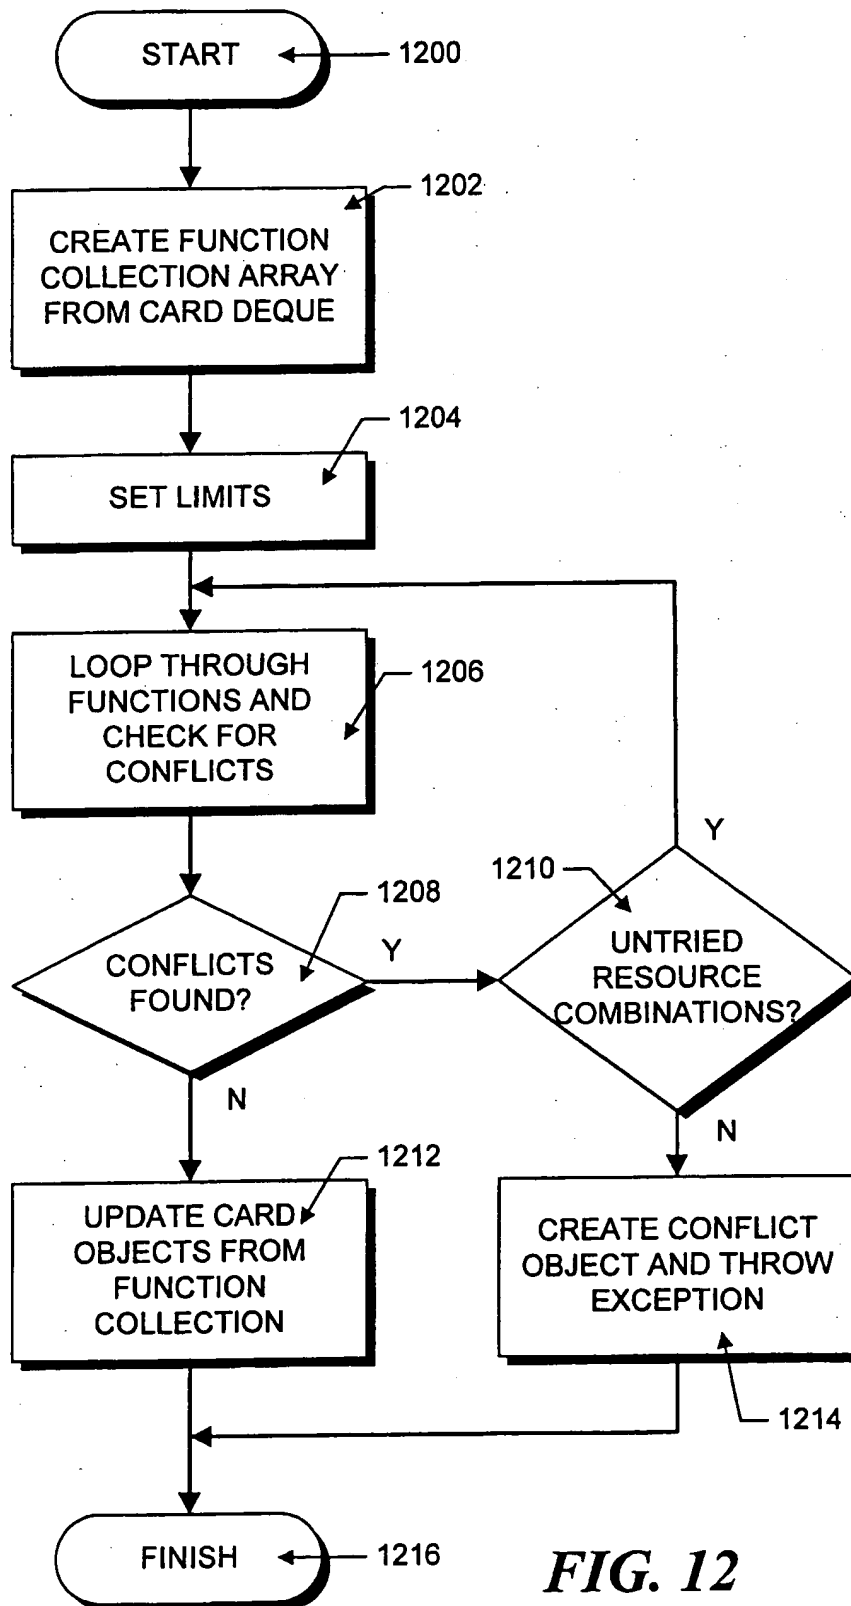 START
1200
1202
CREATE FUNCTION
COLLECTION ARRAY
FROM CARD DEQUE
1204
SET LIMITS
LOOP THROUGH
FUNCTIONS AND
CHECK FOR
CONFLICTS
1206
Y
1208
1210
CONFLICTS
FOUND?
Y
UNTRIED
RESOURCE
COMBINATIONS?
N
N
1212
UPDATE CARD
OBJECTS FROM
FUNCTION
COLLECTION
CREATE CONFLICT
OBJECT AND THROW
EXCEPTION
1214
FINISH
1216
FIG. 12